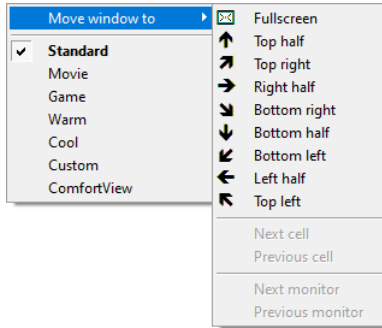 Move window to
Standard
Movie
Game
Warm
Cool
Custom
ComfortView
Fullscreen
Top half
Top right
Right half
Bottom right
Bottom half
Bottom left
Left half
Top left
Next cell
Previous cell
Next monitor
Previous monitor